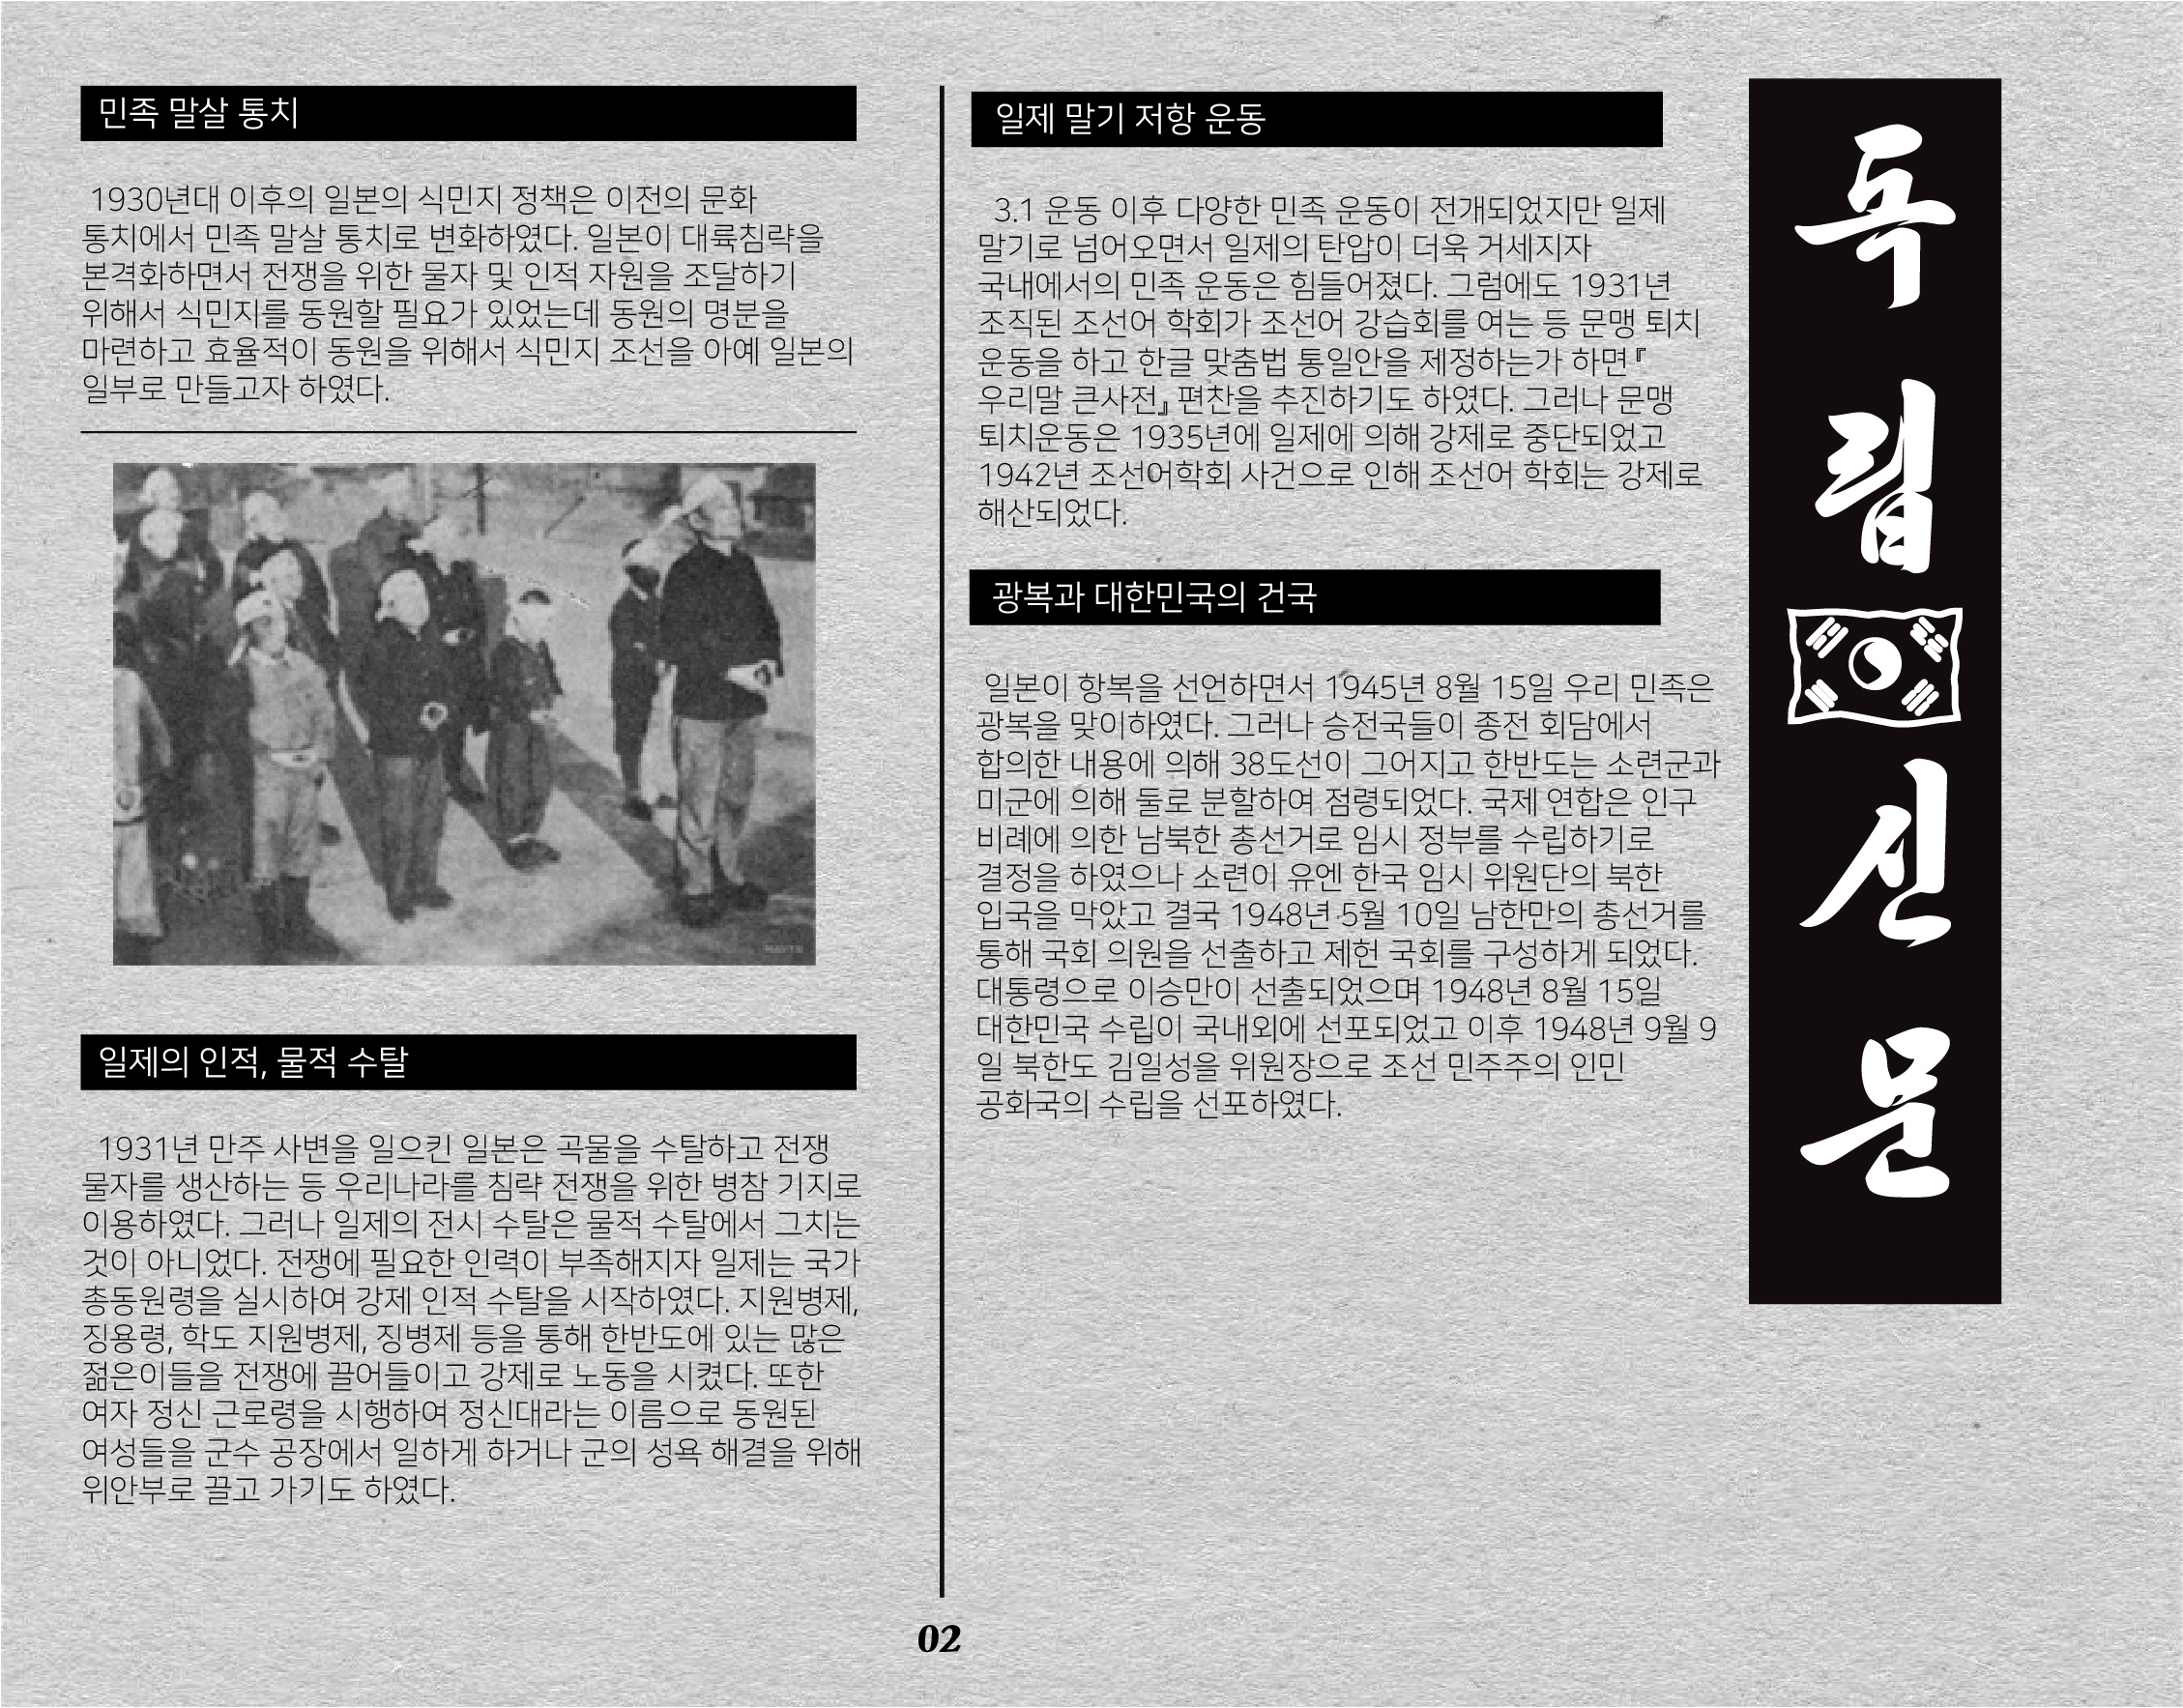 민족 말살 통치
1930년대 이후의 일본의 식민지 정책은 이전의 문화
통치에서 민족 말살 통치로 변화하였다. 일본이 대륙침략을
본격화하면서 전쟁을 위한 물자 및 인적 자원을 조달하기
위해서 식민지를 동원할 필요가 있었는데 동원의 명분을
마련하고 효율적이 동원을 위해서 식민지 조선을 아예 일본의
일부로 만들고자 하였다.
일제의 인적, 물적 수탈
1931년 만주 사변을 일으킨 일본은 곡물을 수탈하고 전쟁
물자를 생산하는 등 우리나라를 침략 전쟁을 위한 병참 기지로
이용하였다. 그러나 일제의 전시 수탈은 물적 수탈에서 그치는
것이 아니었다. 전쟁에 필요한 인력이 부족해지자 일제는 국가
총동원령을 실시하여 강제 인적 수탈을 시작하였다. 지원병제,
징용령, 학도 지원병제, 징병제 등을 통해 한반도에 있는 많은
젊은이들을 전쟁에 끌어들이고 강제로 노동을 시켰다. 또한
여자 정신 근로령을 시행하여 정신대라는 이름으로 동원된
여성들을 군수 공장에서 일하게 하거나 군의 성욕 해결을 위해
위안부로 끌고 가기도 하였다.
일제 말기 저항 운동
3.1 운동 이후 다양한 민족 운동이 전개되었지만 일제
말기로 넘어오면서 일제의 탄압이 더욱 거세지자
국내에서의 민족 운동은 힘들어졌다. 그럼에도 1931년
조직된 조선어 학회가 조선어 강습회를 여는 등 문맹 퇴치
운동을 하고 한글 맞춤법 통일안을 제정하는가 하면『
우리말 큰사전』편찬을 추진하기도 하였다. 그러나 문맹
퇴치운동은 1935년에 일제에 의해 강제로 중단되었고
1942년 조선어학회 사건으로 인해 조선어 학회는 강제로
해산되었다.
광복과 대한민국의 건국
일본이 항복을 선언하면서 1945년 8월 15일 우리 민족은
광복을 맞이하였다. 그러나 승전국들이 종전 회담에서
합의한 내용에 의해 38도선이 그어지고 한반도는 소련군과
미군에 의해 둘로 분할하여 점령되었다. 국제 연합은 인구
비례에 의한 남북한 총선거로 임시 정부를 수립하기로
결정을 하였으나 소련이 유엔 한국 임시 위원단의 북한
입국을 막았고 결국 1948년 5월 10일 남한만의 총선거를
통해 국회 의원을 선출하고 제헌 국회를 구성하게 되었다.
대통령으로 이승만이 선출되었으며 1948년 8월 15일
대한민국 수립이 국내외에 선포되었고 이후 1948년 9월 9
일 북한도 김일성을 위원장으로 조선 민주주의 인민
공화국의 수립을 선포하였다.
독
립
신
문
02